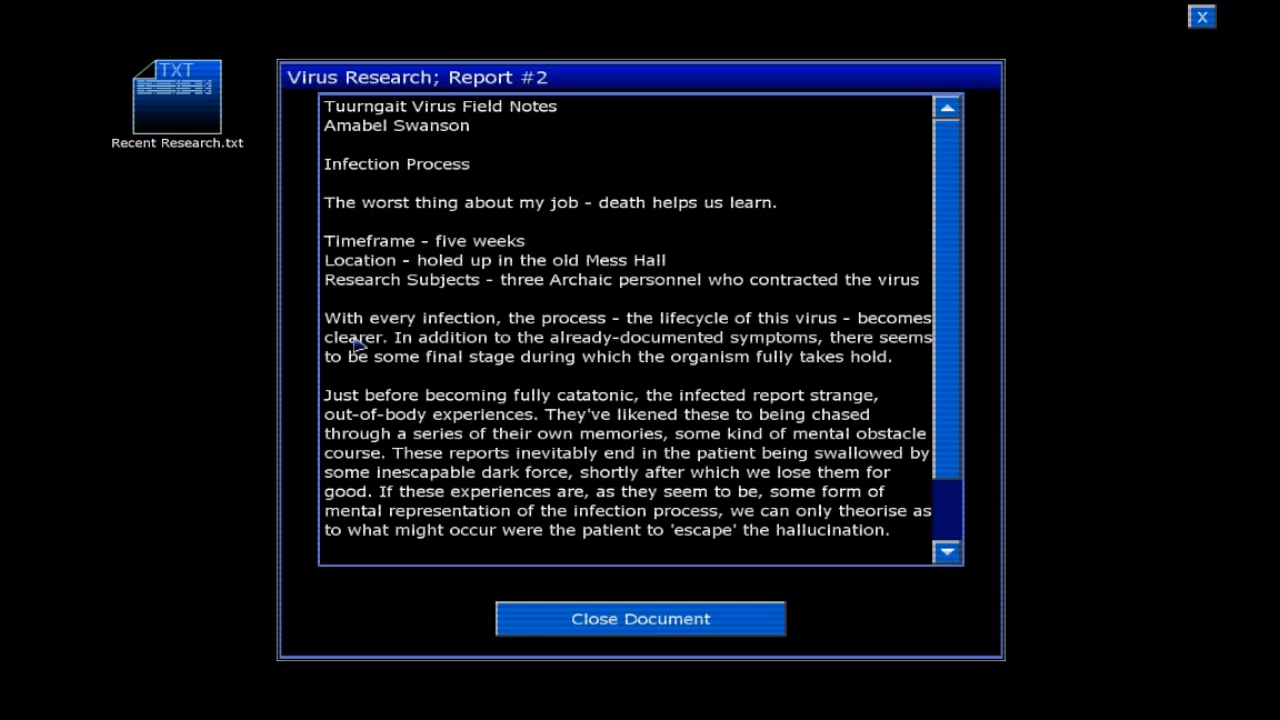 X
TXT
Recent Research.txt
Virus Research; Report #2
Tuurngait Virus Field Notes
Amabel Swanson
Infection Process
The worst thing about my job - death helps us learn.
Timeframe - five weeks
Location - holed up in the old Mess Hall
Research Subjects - three Archaic personnel who contracted the virus
With every infection, the process - the lifecycle of this virus - becomes
clearer. In addition to the already-documented symptoms, there seems
to be some final stage during which the organism fully takes hold.
Just before becoming fully catatonic, the infected report strange,
out-of-body experiences. They've likened these to being chased
through a series of their own memories, some kind of mental obstacle
course. These reports inevitably end in the patient being swallowed by
some inescapable dark force, shortly after which we lose them for
good. If these experiences are, as they seem to be, some form of
mental representation of the infection process, we can only theorise as
to what might occur were the patient to 'escape' the hallucination.
Close Document